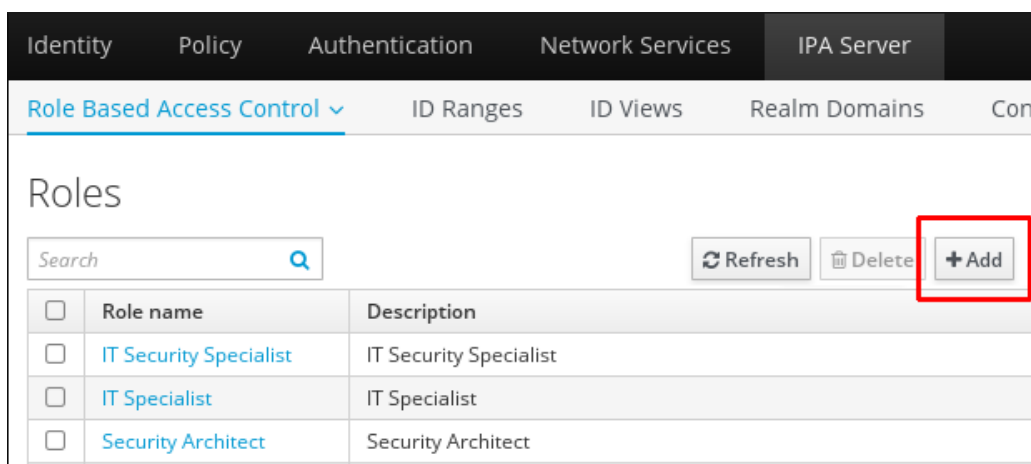 Identity Policy Authentication Network Services IPA Server
Role Based Access Control ID Ranges ID Views Realm Domains Con
Roles
Search Refresh Delete +Add
Role name Description
IT Security Specialist IT Security Specialist
IT Specialist IT Specialist
Security Architect Security Architect